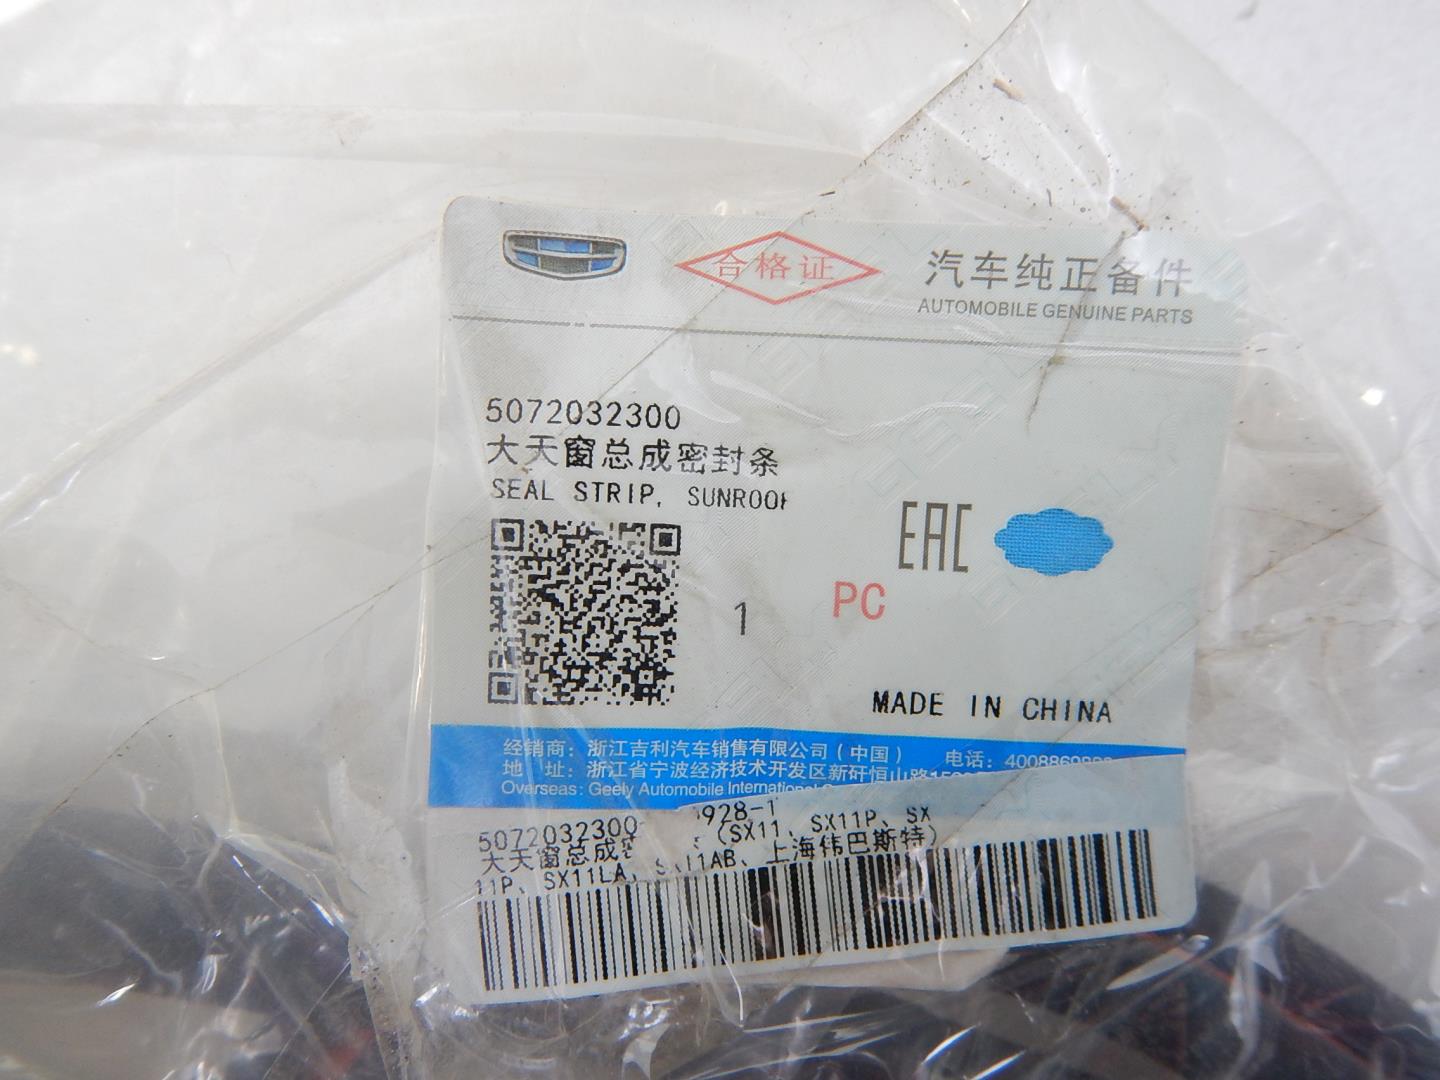 合格证
汽车纯正备件
AUTOMOBILE GENUINE PARTS
5072032300
大天窗总成密封条
SEAL STRIP, SUNROOF
EAC
1
PC
MADE IN CHINA
经销商：浙江吉利汽车销售有限公司（中国） 电话：4008869888
地 址：浙江省宁波经济技术开发区新矸恒山路
Overseas: Geely Automobile International
5072032300 928-1
大天窗总成 (SX11、SX11P、SX
11P、SX11LA、SX11AB、上海伟巴斯特)